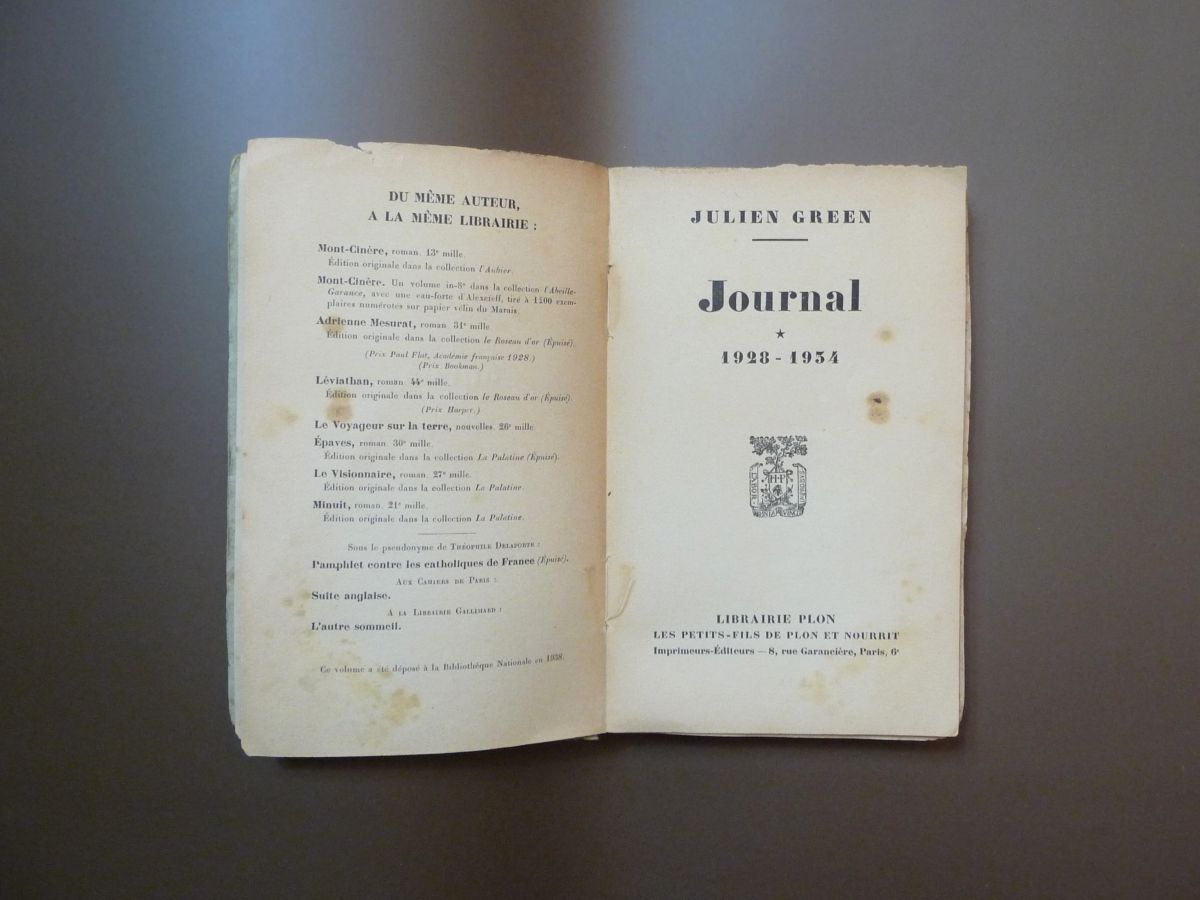 DU MÊME AUTEUR,
A LA MÊME LIBRAIRIE :
Mont-Cinère, roman. 13e mille.
Édition originale dans la collection l'Aubier.
Mont-Cinère. Un volume in-8° dans la collection l'Abeille-
Garance, avec une eau-forte d'Alexeieff, tiré à 1200 exem-
plaires numérotés sur papier vélin du Marais.
Adrienne Mesurat, roman. 31e mille
Édition originale dans la collection le Roseau d'or (Épuisé).
(Prix Paul Flat, Académie française 1928.)
(Prix Bookman.)
Léviathan, roman. 44e mille.
Édition originale dans la collection le Roseau d'or (Épuisé).
(Prix Harper.)
Le Voyageur sur la terre, nouvelles. 26e mille.
Épaves, roman. 30e mille.
Édition originale dans la collection La Palatine (Épuisé).
Le Visionnaire, roman. 27e mille.
Édition originale dans la collection La Palatine.
Minuit, roman. 21e mille.
Édition originale dans la collection La Palatine.
Sous le pseudonyme de THÉOPHILE DELAPORTE :
Pamphlet contre les catholiques de France (Épuisé).
AUX CAHIERS DE PARIS :
Suite anglaise.
A LA LIBRAIRIE GALLIMARD :
L'autre sommeil.
Ce volume a été déposé à la Bibliothèque Nationale en 1938.
JULIEN GREEN
Journal
★
1928-1934
H·P
LABOR
OMNIA VINCIT
LIBRAIRIE PLON
LES PETITS-FILS DE PLON ET NOURRIT
Imprimeurs-Éditeurs — 8, rue Garancière, Paris, 6e